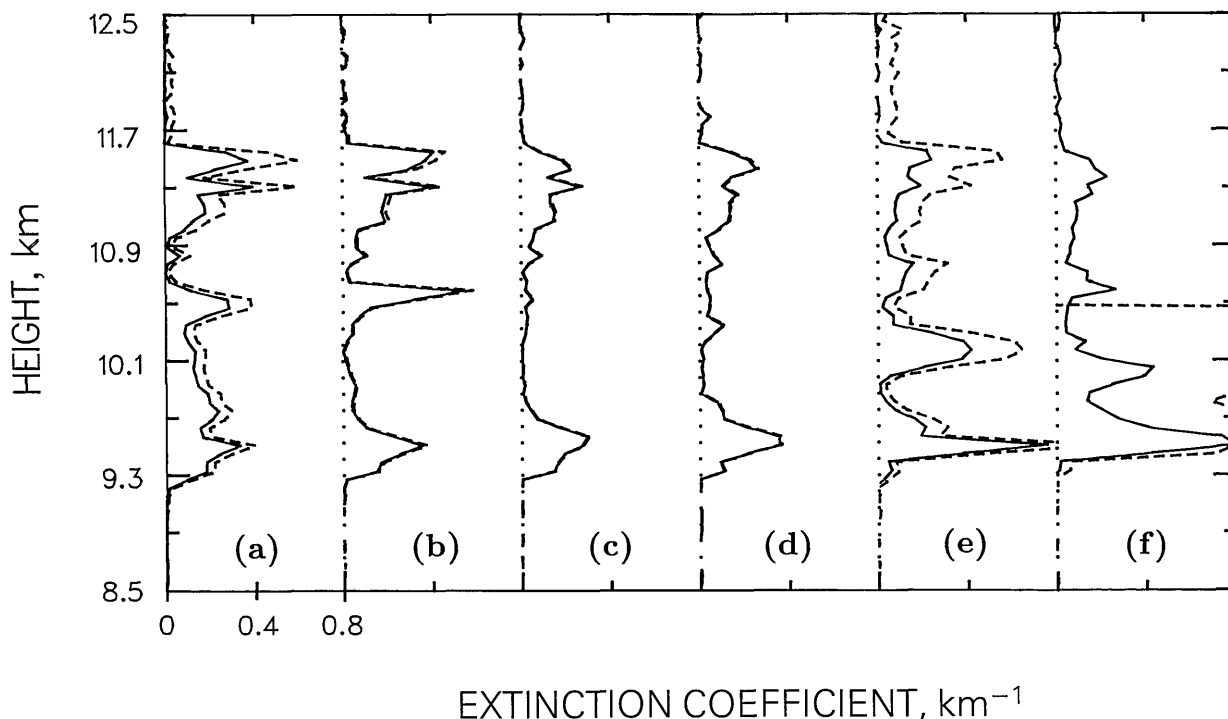 12.5
11.7
10.9
10.1
9.3
8.5
HEIGHT, km
(a) (b) (c) (d) (e) (f)
0 0.4 0.8
EXTINCTION COEFFICIENT, km⁻¹